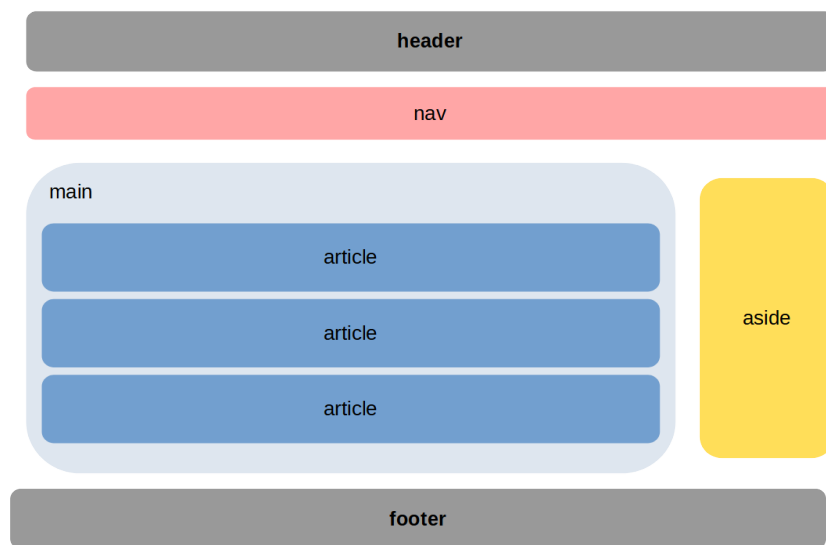 header
nav
main
article
article
article
aside
footer